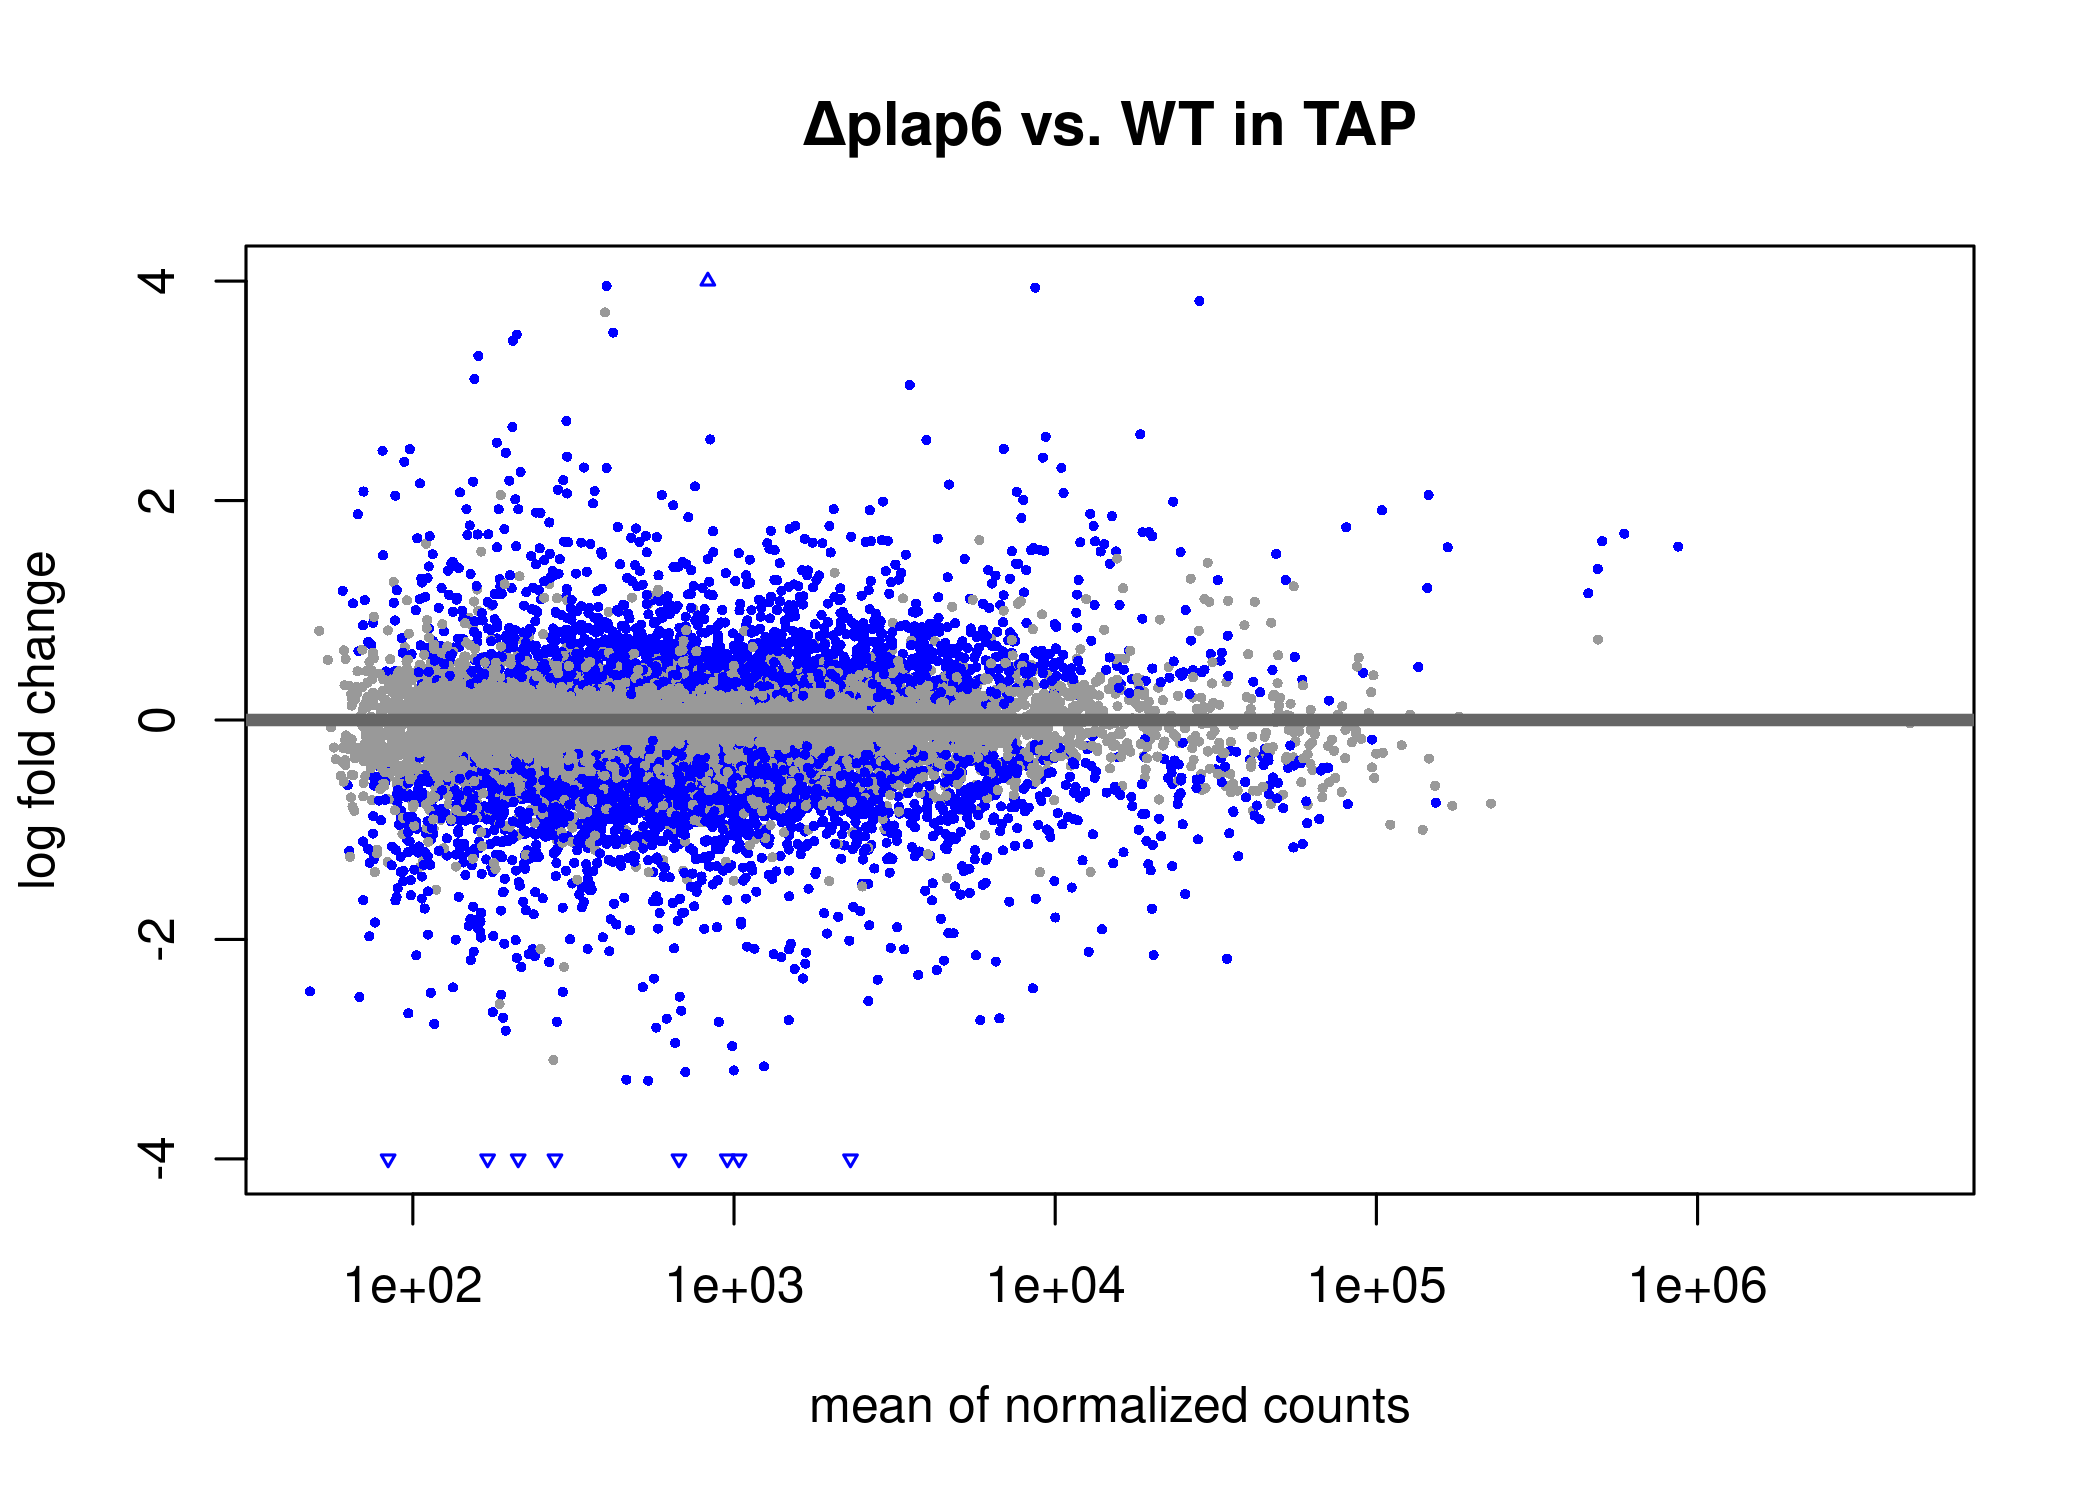 Δplap6 vs. WT in TAP
log fold change
4
2
0
-2
-4
1e+02 1e+03 1e+04 1e+05 1e+06
mean of normalized counts